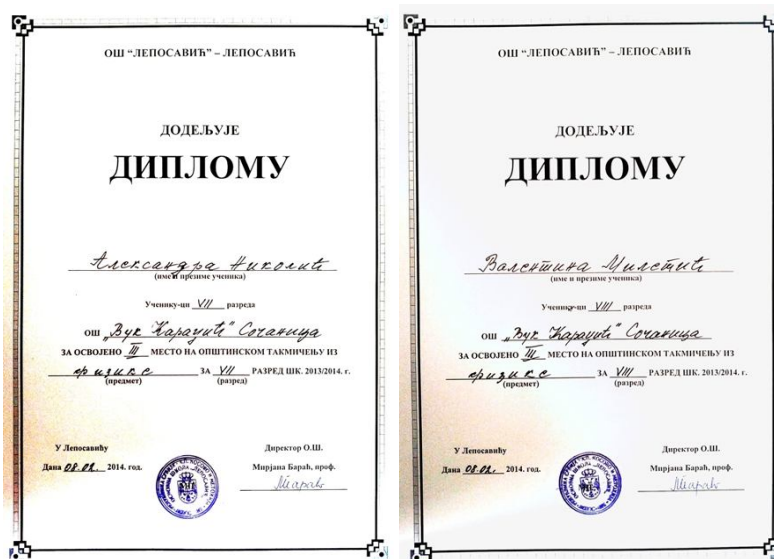 ОШ “ЛЕПОСАВИЋ” – ЛЕПОСАВИЋ
ДОДЕЉУЈЕ
ДИПЛОМУ
Александра Николић
(име и презиме ученика)
Ученику-ци VII разреда
ОШ „Вук Караџић" Сочаница
ЗА ОСВОЈЕНО III МЕСТО НА ОПШТИНСКОМ ТАКМИЧЕЊУ ИЗ
физике ЗА VII РАЗРЕД ШК. 2013/2014. г.
(предмет) (разред)
У Лепосавићу Директор О.Ш.
Дана 08.02. 2014. год. Мирјана Бараћ, проф.
МБараћ
ОШ “ЛЕПОСАВИЋ” – ЛЕПОСАВИЋ
ДОДЕЉУЈЕ
ДИПЛОМУ
Валентина Милетић
(име и презиме ученика)
Ученику-ци VIII разреда
ОШ „Вук Караџић" Сочаница
ЗА ОСВОЈЕНО III МЕСТО НА ОПШТИНСКОМ ТАКМИЧЕЊУ ИЗ
физике ЗА VIII РАЗРЕД ШК. 2013/2014. г.
(предмет) (разред)
У Лепосавићу Директор О.Ш.
Дана 08.02. 2014. год. Мирјана Бараћ, проф.
МБараћ